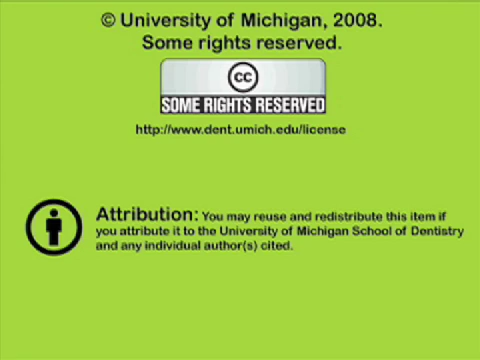 © University of Michigan, 2008.
Some rights reserved.
cc
SOME RIGHTS RESERVED
http://www.dent.umich.edu/license
Attribution: You may reuse and redistribute this item if
you attribute it to the University of Michigan School of Dentistry
and any individual author(s) cited.